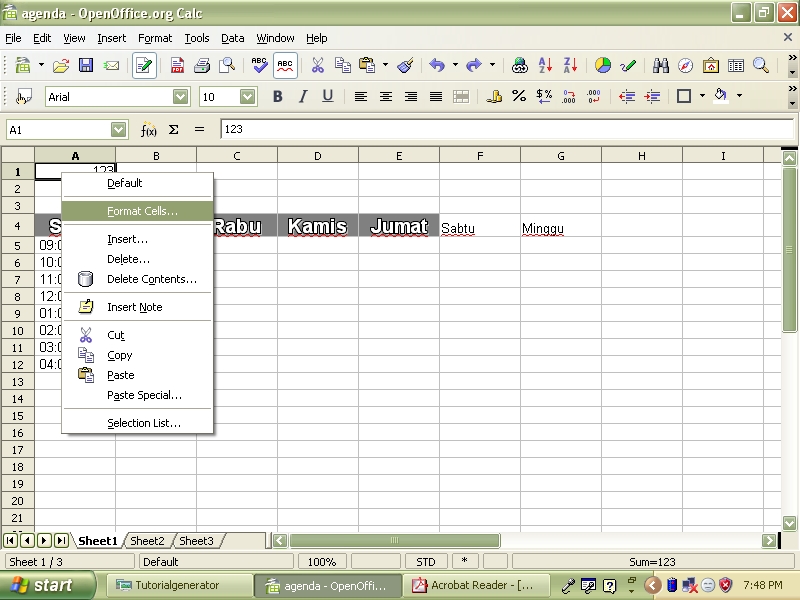 agenda - OpenOffice.org Calc
File Edit View Insert Format Tools Data Window Help
Arial 10 B I U
A1 f(x) Σ = 123
A B C D E F G H I
1 123
2
3
4 S Rabu Kamis Jumat Sabtu Minggu
5 09:0
6 10:0
7 11:0
8 12:0
9 01:0
10 02:0
11 03:0
12 04:0
13
14
15
16
17
18
19
20
21
Default
Format Cells...
Insert...
Delete...
Delete Contents...
Insert Note
Cut
Copy
Paste
Paste Special...
Selection List...
Sheet1 Sheet2 Sheet3
Sheet 1 / 3 Default 100% STD * Sum=123
start Tutorialgenerator agenda - OpenOffi... Acrobat Reader - [... 7:48 PM